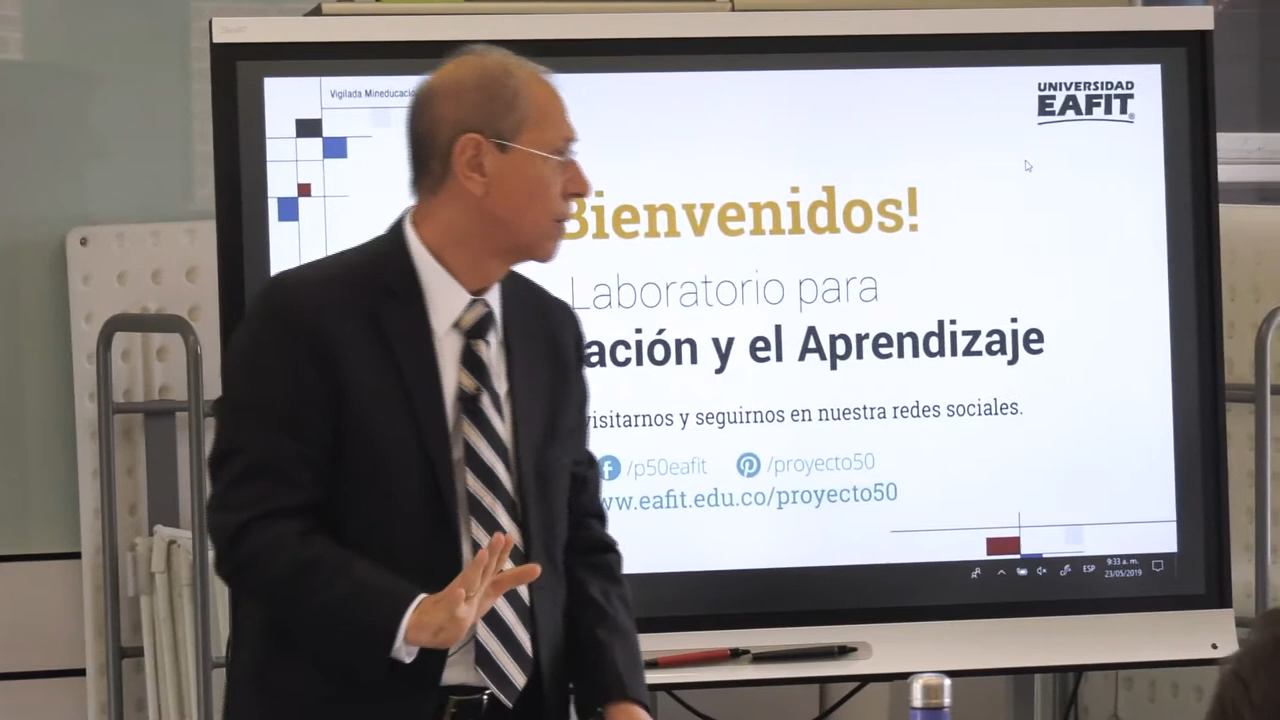 Vigilada Mineducació
UNIVERSIDAD
EAFIT
Bienvenidos!
Laboratorio para
ación y el Aprendizaje
visitarnos y seguirnos en nuestra redes sociales.
/p50eafit /proyecto50
ww.eafit.edu.co/proyecto50
ESP
9:33 a. m.
23/05/2019